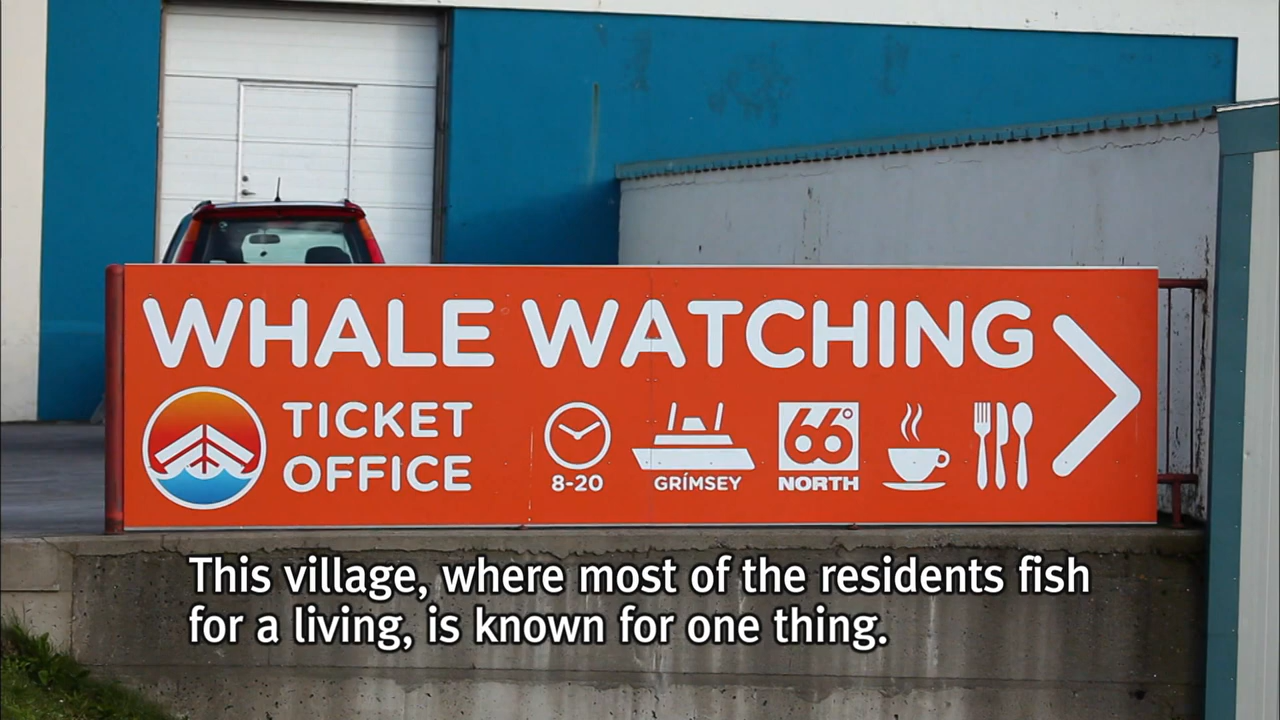 WHALE WATCHING
TICKET
OFFICE
8-20
GRÍMSEY
66°
NORTH
This village, where most of the residents fish
for a living, is known for one thing.